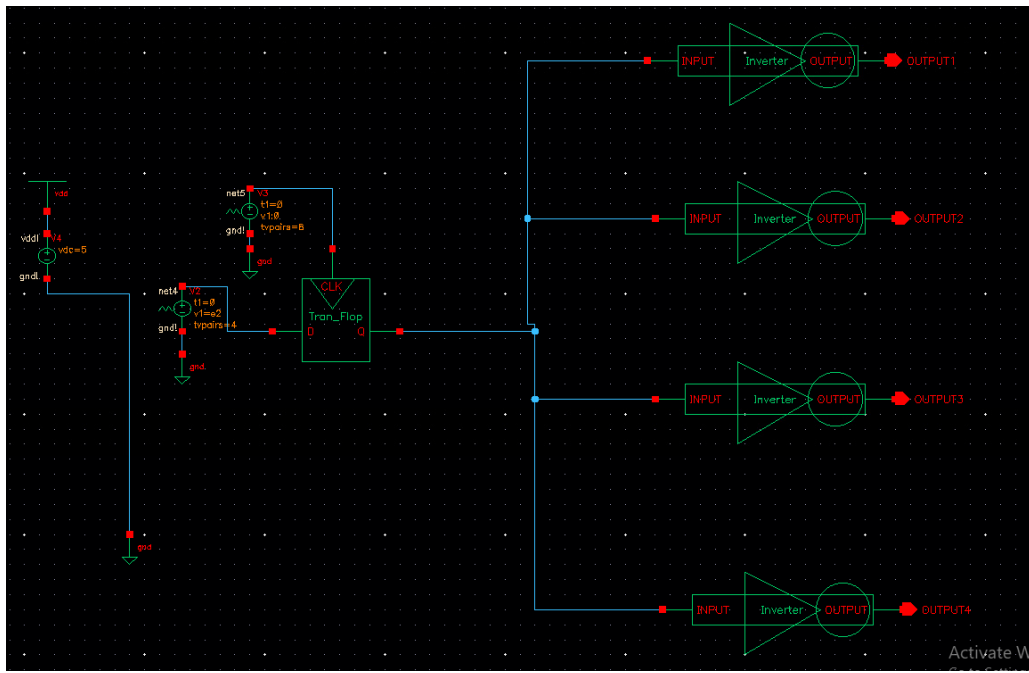 INPUT Inverter OUTPUT OUTPUT1
vdd
net5 V3
t1=0
v1:0
tvpairs=8
gnd!
gnd
INPUT Inverter OUTPUT OUTPUT2
vdd! V4
vdc=5
gnd!
net4 V2
t1=0
v1=e2
tvpairs=4
gnd!
gnd
CLK
Tran_Flop
D Q
INPUT Inverter OUTPUT OUTPUT3
gnd
INPUT Inverter OUTPUT OUTPUT4
Activate W